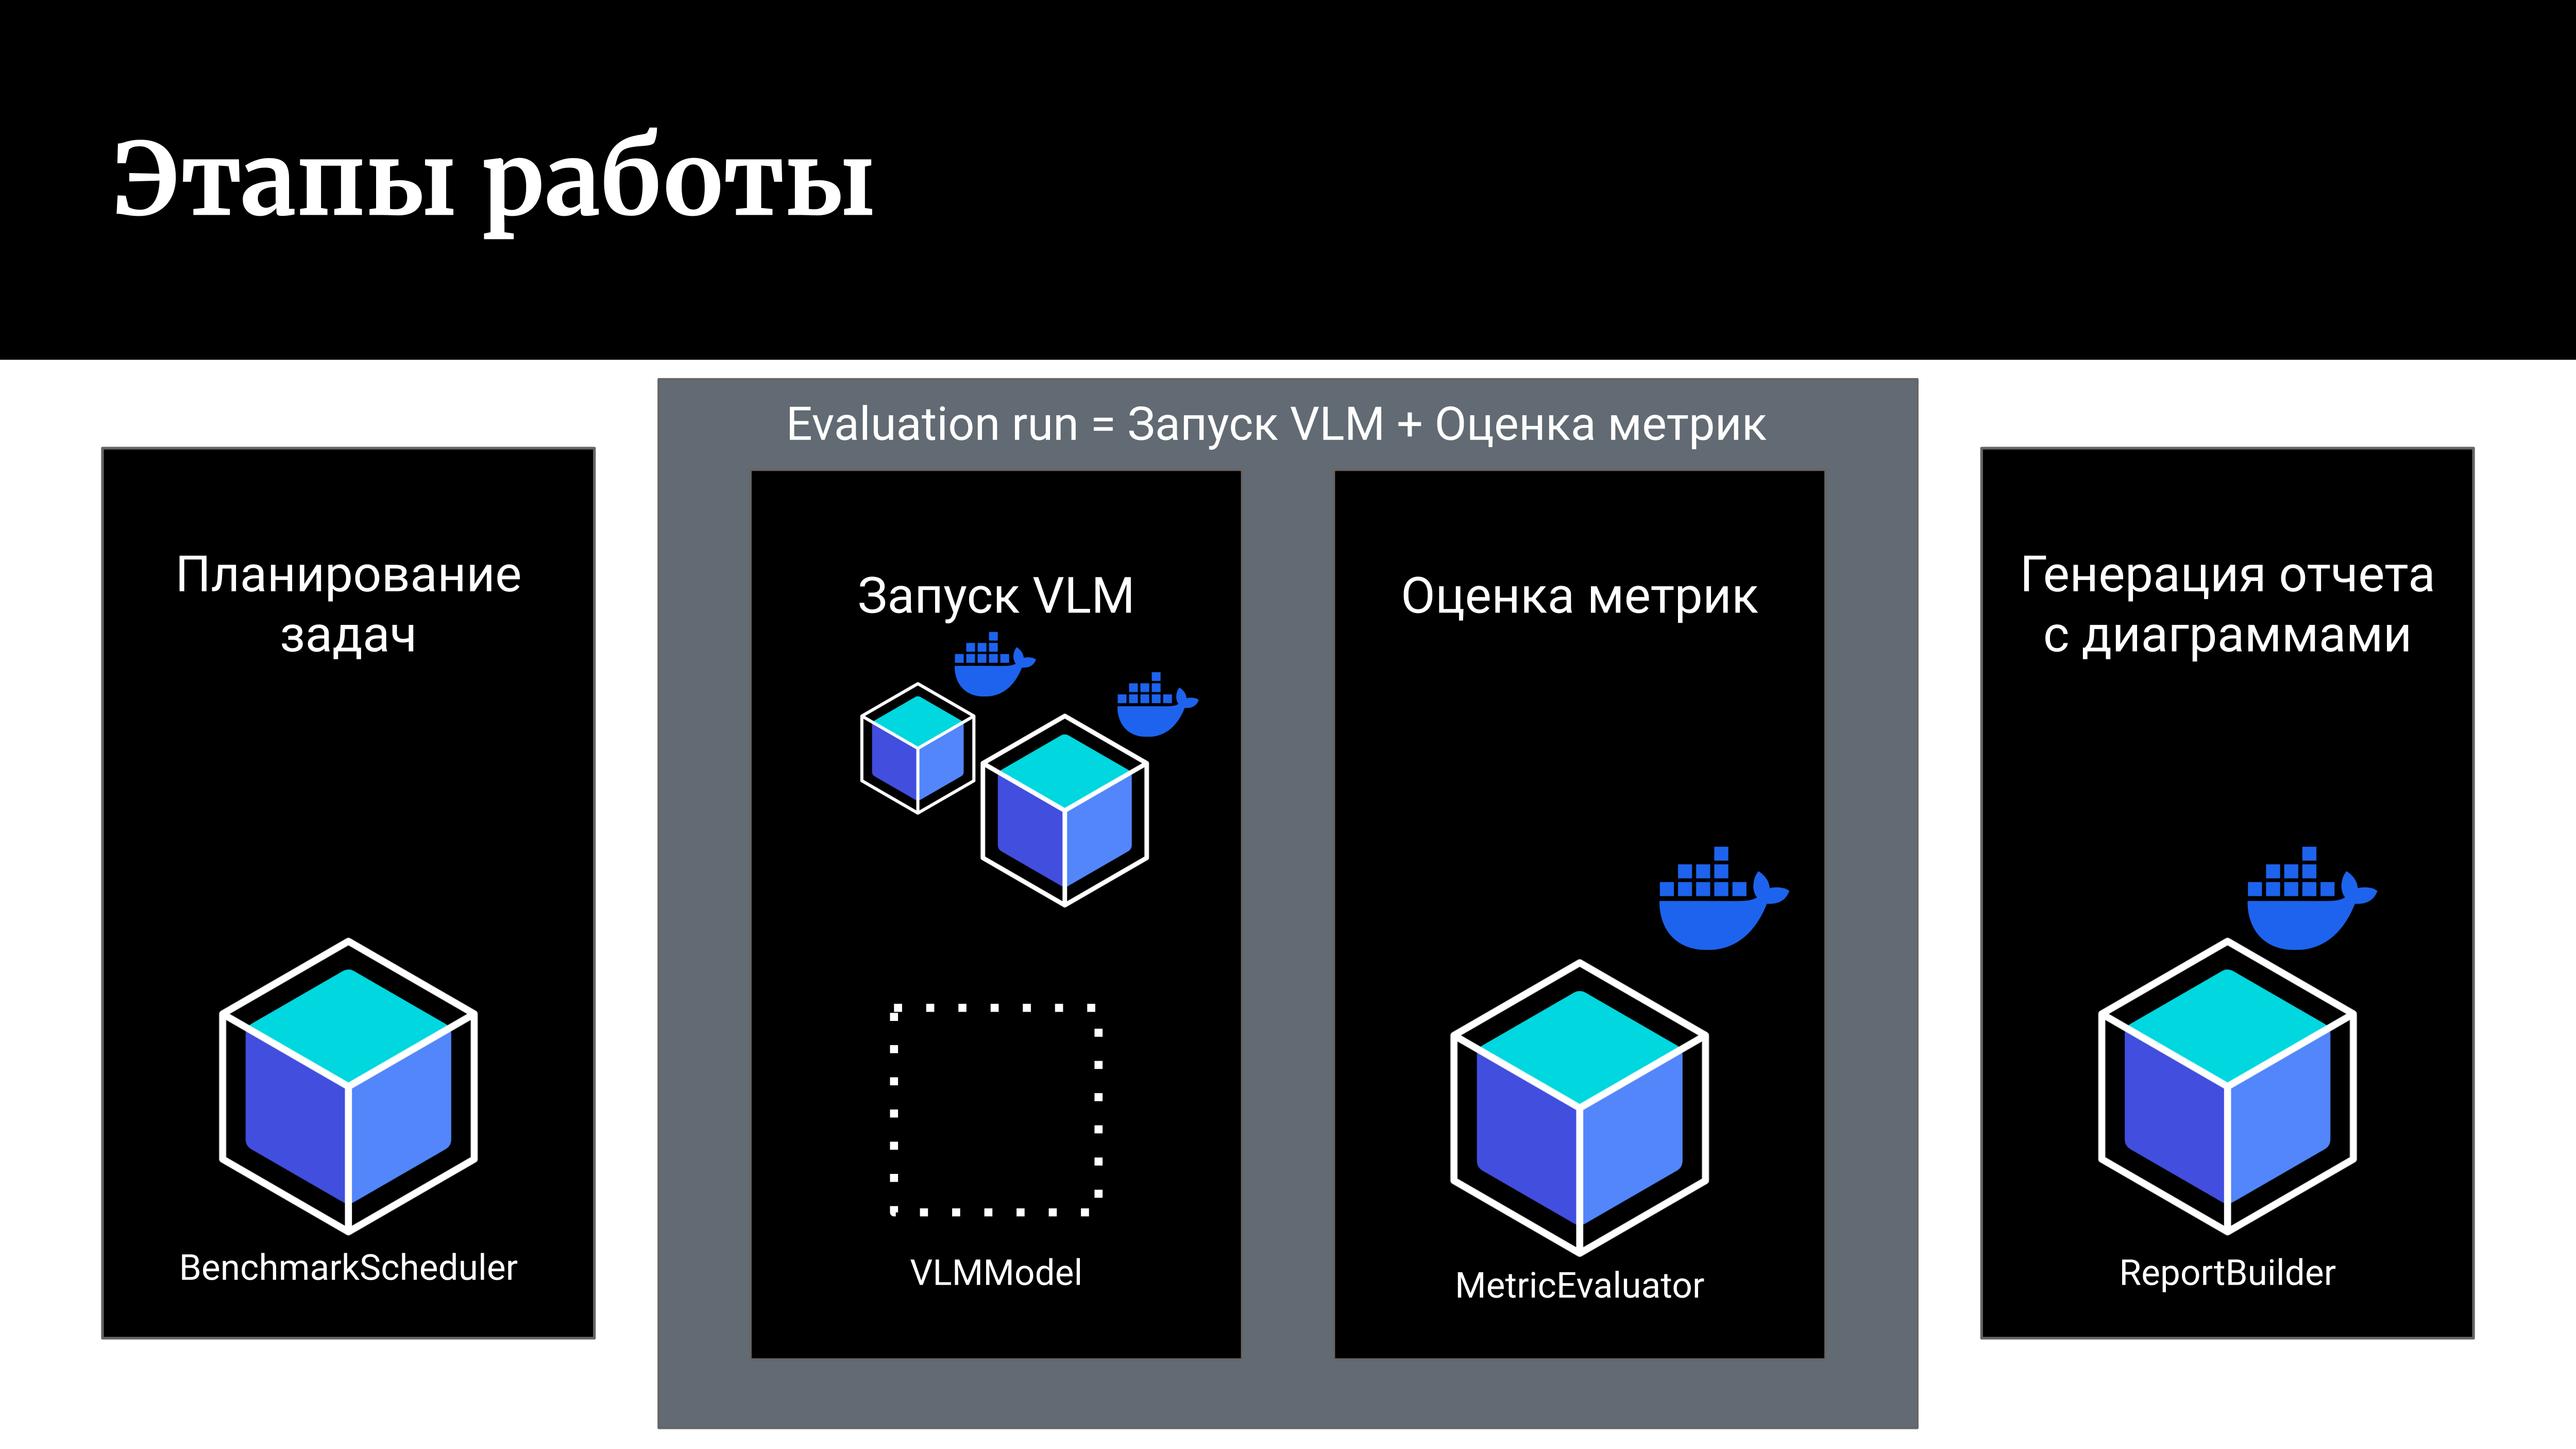 Этапы работы
Evaluation run = Запуск VLM + Оценка метрик
Планирование
задач
BenchmarkScheduler
Запуск VLM
VLMModel
Оценка метрик
MetricEvaluator
Генерация отчета
с диаграммами
ReportBuilder